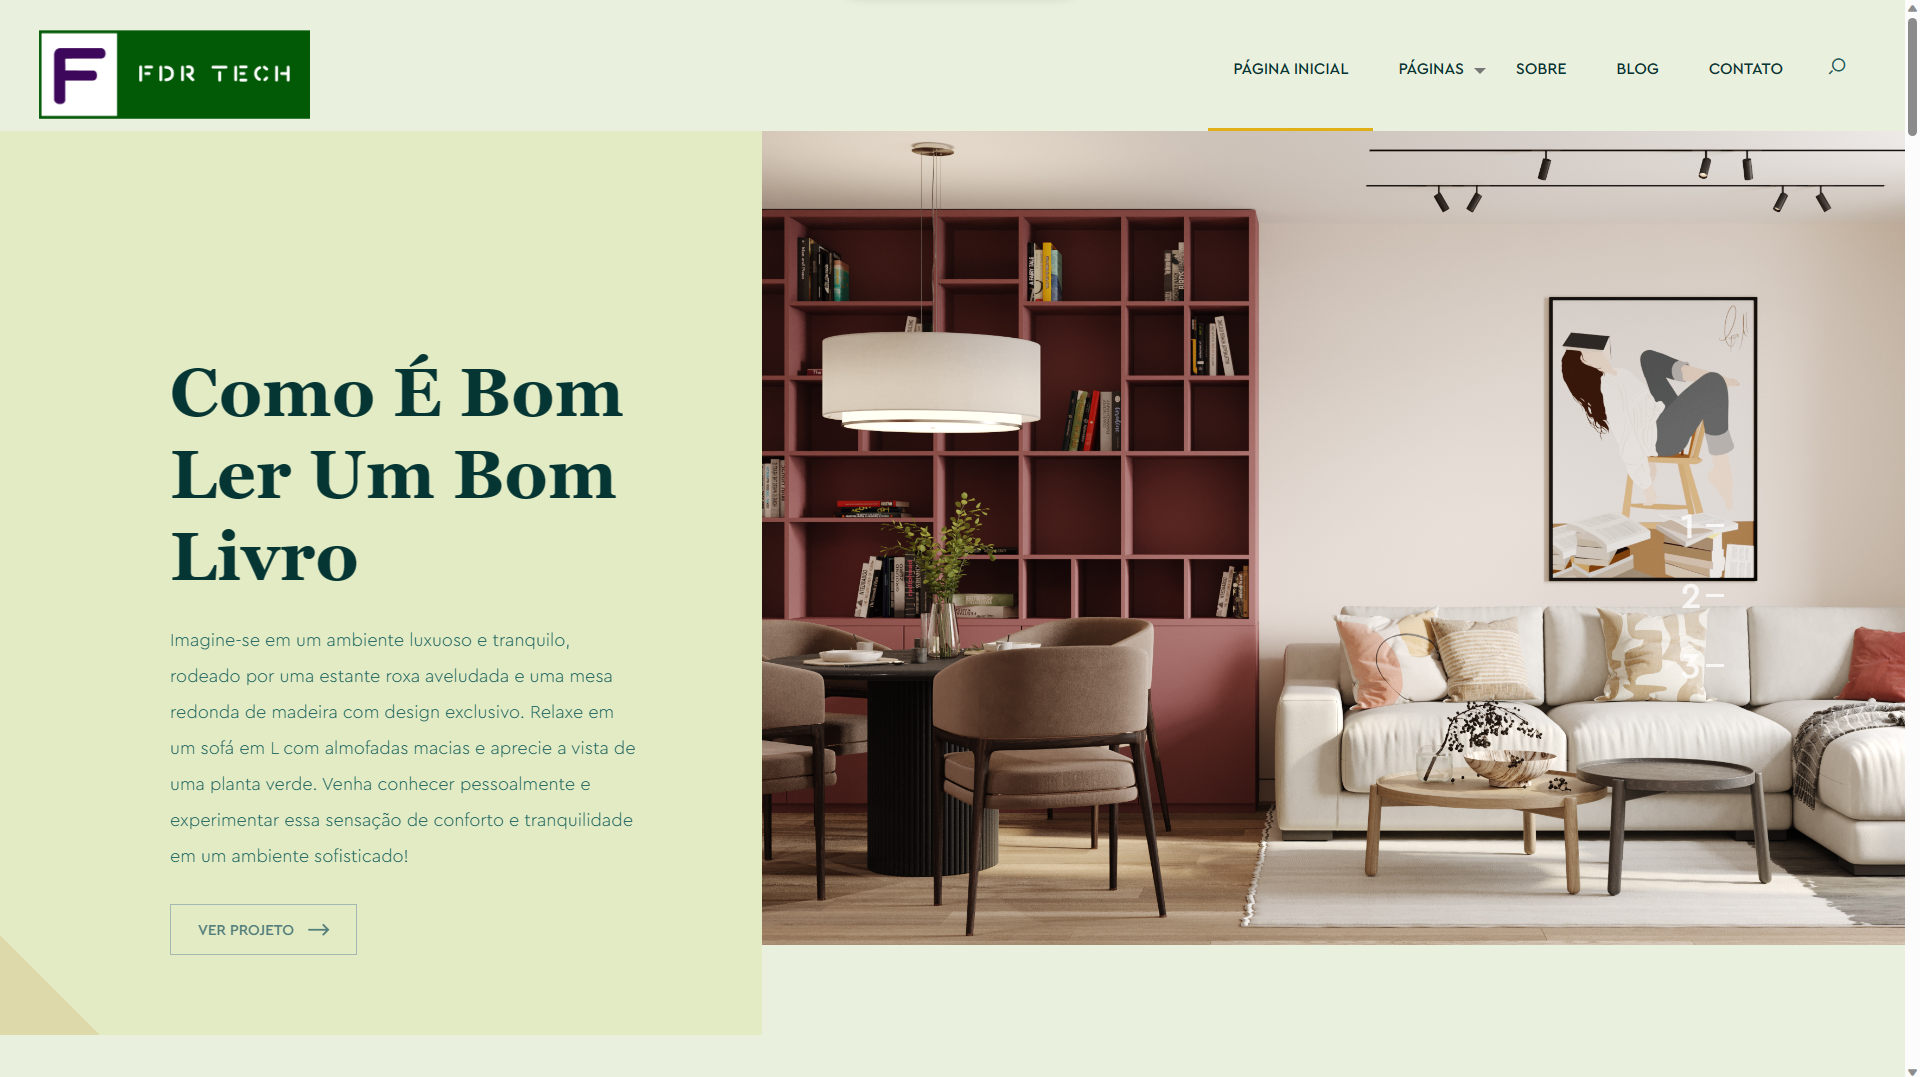 F FDR TECH
PÁGINA INICIAL PÁGINAS SOBRE BLOG CONTATO
Como É Bom
Ler Um Bom
Livro
Imagine-se em um ambiente luxuoso e tranquilo,
rodeado por uma estante roxa aveludada e uma mesa
redonda de madeira com design exclusivo. Relaxe em
um sofá em L com almofadas macias e aprecie a vista de
uma planta verde. Venha conhecer pessoalmente e
experimentar essa sensação de conforto e tranquilidade
em um ambiente sofisticado!
VER PROJETO
1
2
3